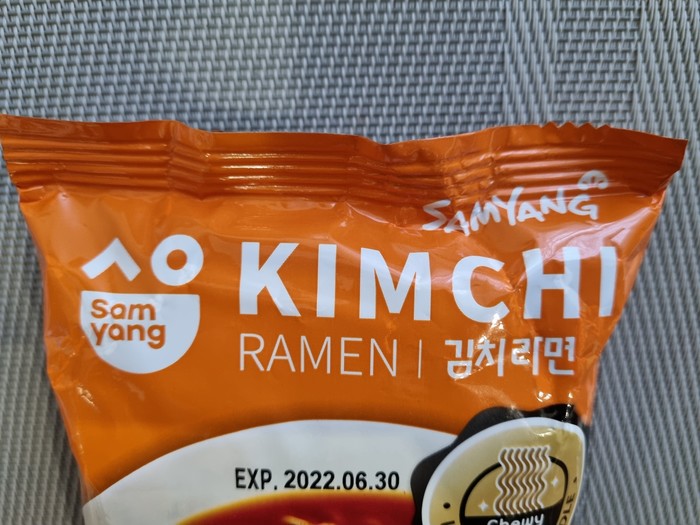 SAMYANG
Sam
yang
KIMCHI
RAMEN | 김치라면
EXP. 2022.06.30
Chewy